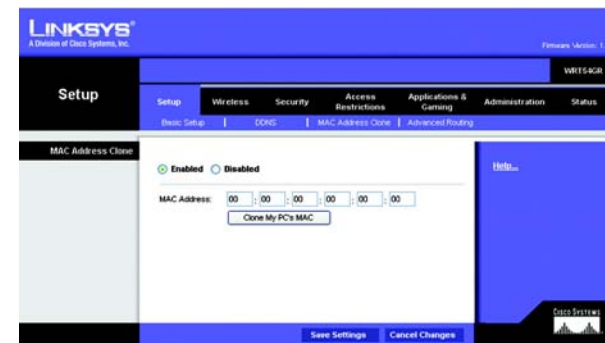 LINKSYS®
A Division of Cisco Systems, Inc.
Firmware Version: 1.
WRT54GR
Setup
Setup Wireless Security Access Restrictions Applications & Gaming Administration Status
Basic Setup | DDNS | MAC Address Clone | Advanced Routing
MAC Address Clone
Enabled Disabled
Help...
MAC Address: 00 : 00 : 00 : 00 : 00 : 00
Clone My PC's MAC
Save Settings Cancel Changes
CISCO SYSTEMS